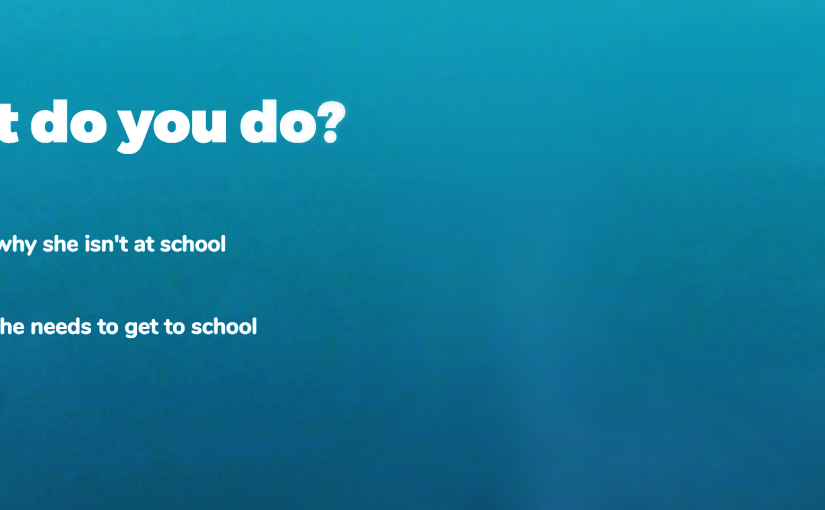 t do you do?
why she isn't at school
he needs to get to school